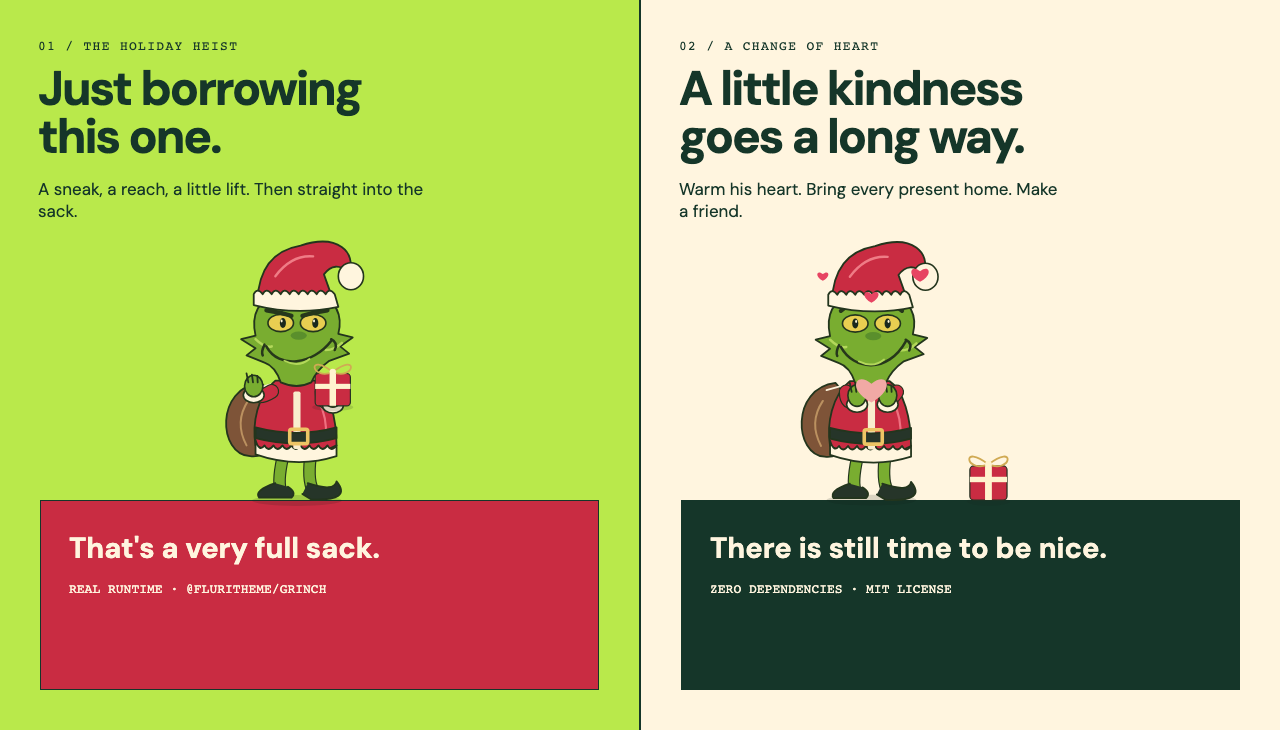 01 / THE HOLIDAY HEIST
Just borrowing
this one.
A sneak, a reach, a little lift. Then straight into the
sack.
That's a very full sack.
REAL RUNTIME · @FLURITHEME/GRINCH
02 / A CHANGE OF HEART
A little kindness
goes a long way.
Warm his heart. Bring every present home. Make
a friend.
There is still time to be nice.
ZERO DEPENDENCIES · MIT LICENSE